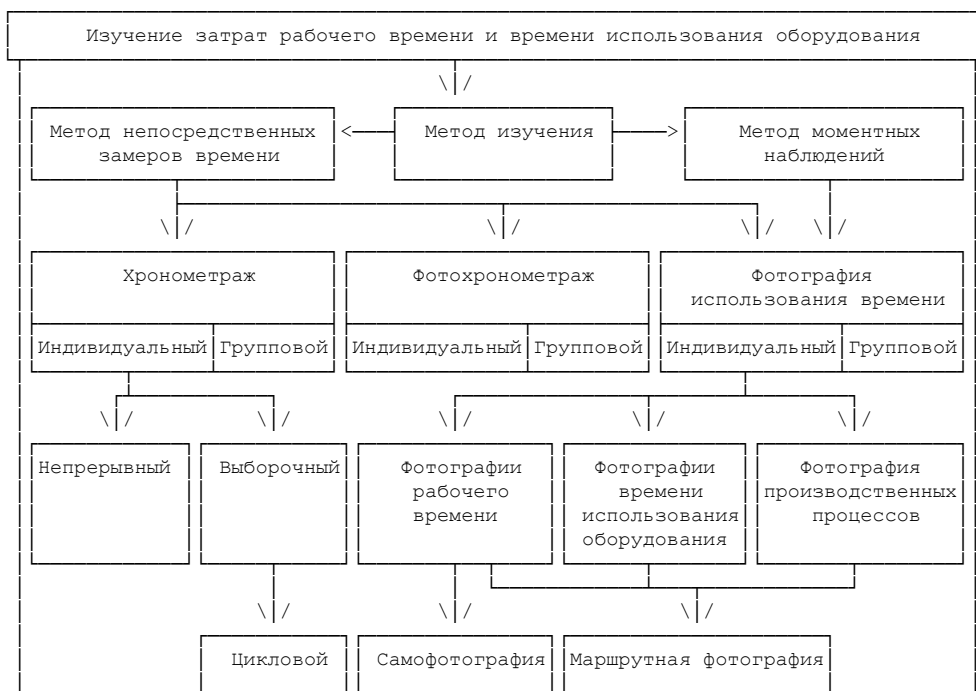 Изучение затрат рабочего времени и времени использования оборудования
Метод непосредственных замеров времени
Метод изучения
Метод моментных наблюдений
Хронометраж
Фотохронометраж
Фотография использования времени
Индивидуальный
Групповой
Индивидуальный
Групповой
Индивидуальный
Групповой
Непрерывный
Выборочный
Фотографии рабочего времени
Фотографии времени использования оборудования
Фотография производственных процессов
Цикловой
Самофотография
Маршрутная фотография